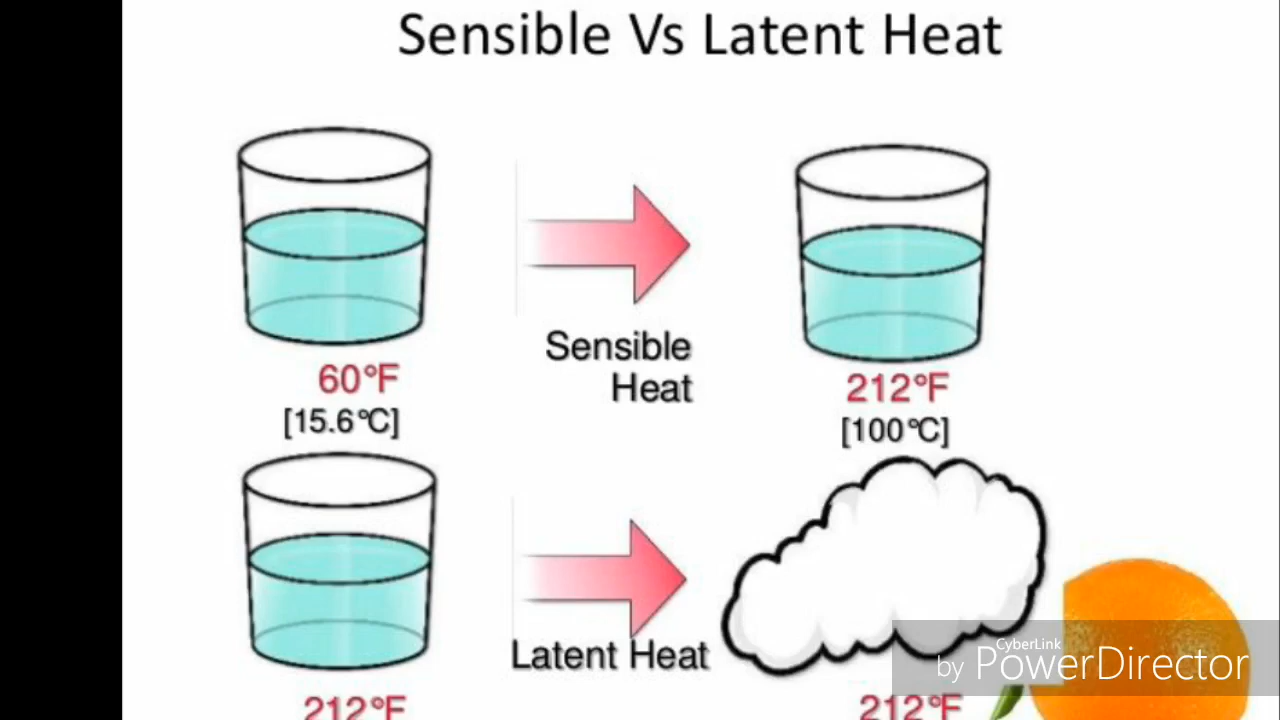 Sensible Vs Latent Heat
Sensible
Heat
60°F
[15.6°C]
212°F
[100°C]
Latent Heat
212°F
212°F
CyberLink
by PowerDirector